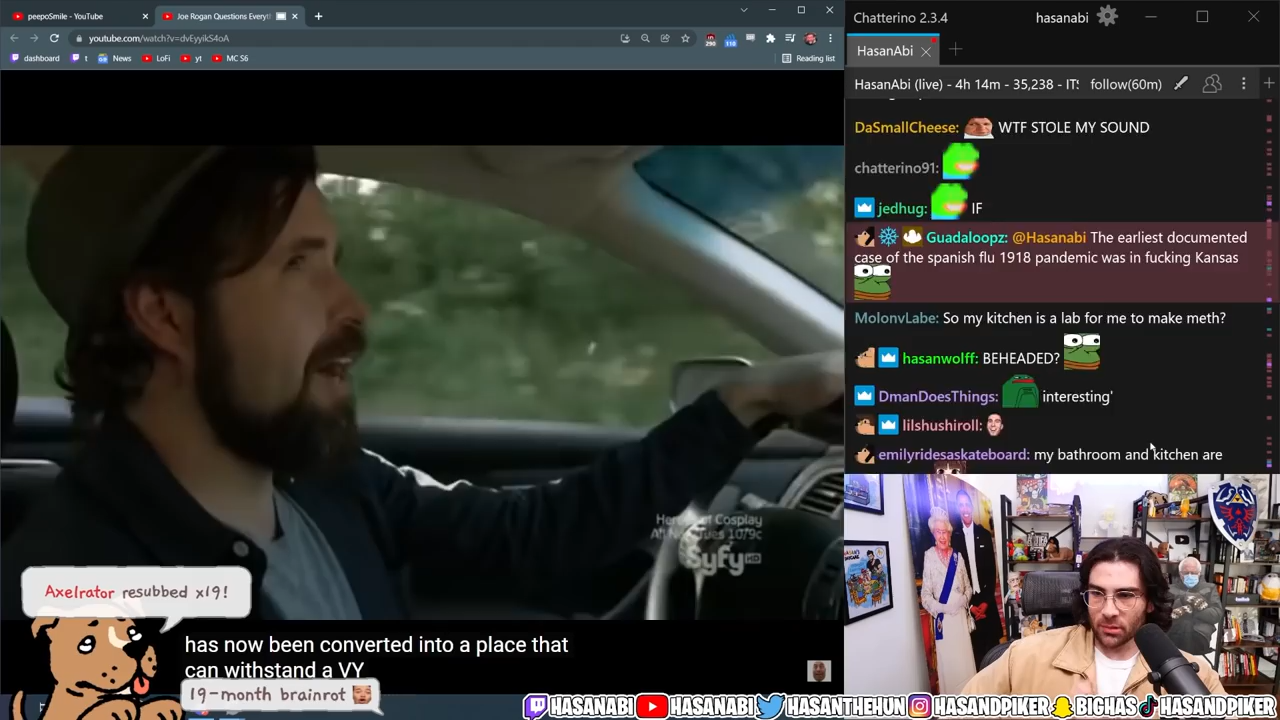 peepoSmile - YouTube
Joe Rogan Questions Everyth
youtube.com/watch?v=dvEyyikS4oA
290
118
dashboard
t
News
LoFi
yt
MC S6
Reading list
Syfy HD
Axelrator resubbed x19!
has now been converted into a place that
can withstand a VY
19-month brainrot
Chatterino 2.3.4
hasanabi
HasanAbi
HasanAbi (live) - 4h 14m - 35,238 - IT
follow(60m)
DaSmallCheese: WTF STOLE MY SOUND
chatterino91:
jedhug: IF
Guadaloopz: @Hasanabi The earliest documented
case of the spanish flu 1918 pandemic was in fucking Kansas
MolonvLabe: So my kitchen is a lab for me to make meth?
hasanwolff: BEHEADED?
DmanDoesThings: interesting'
lilshushiroll:
emilyridesaskateboard: my bathroom and kitchen are
HASANABI
HASANABI
HASANTHEHUN
HASANDPIKER
BIGHAS
HASANDPIKER